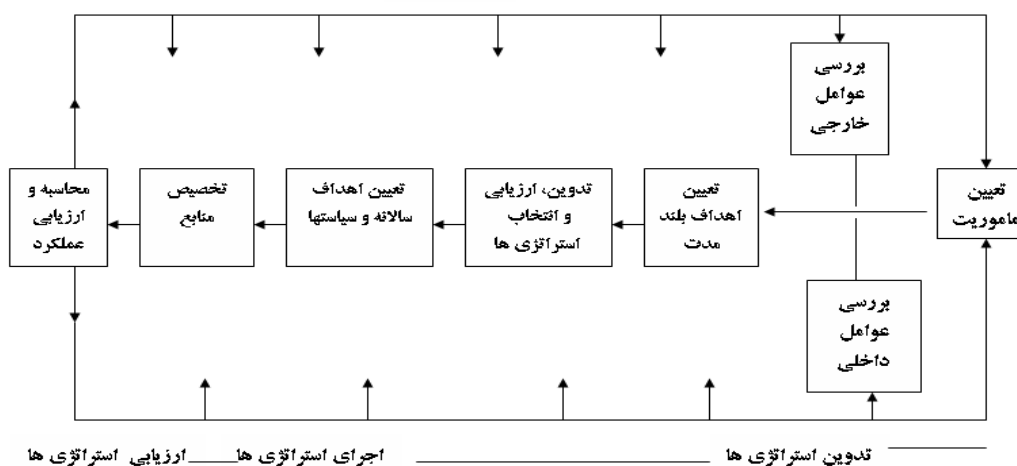 بررسی
عوامل
خارجی
تعیین
ماموریت
تعیین
اهداف بلند
مدت
تدوین، ارزیابی
و انتخاب
استراتژی ها
تعیین اهداف
سالانه و سیاستها
تخصیص
منابع
محاسبه و
ارزیابی
عملکرد
بررسی
عوامل
داخلی
تدوین استراتژی ها
اجرای استراتژی ها
ارزیابی استراتژی ها